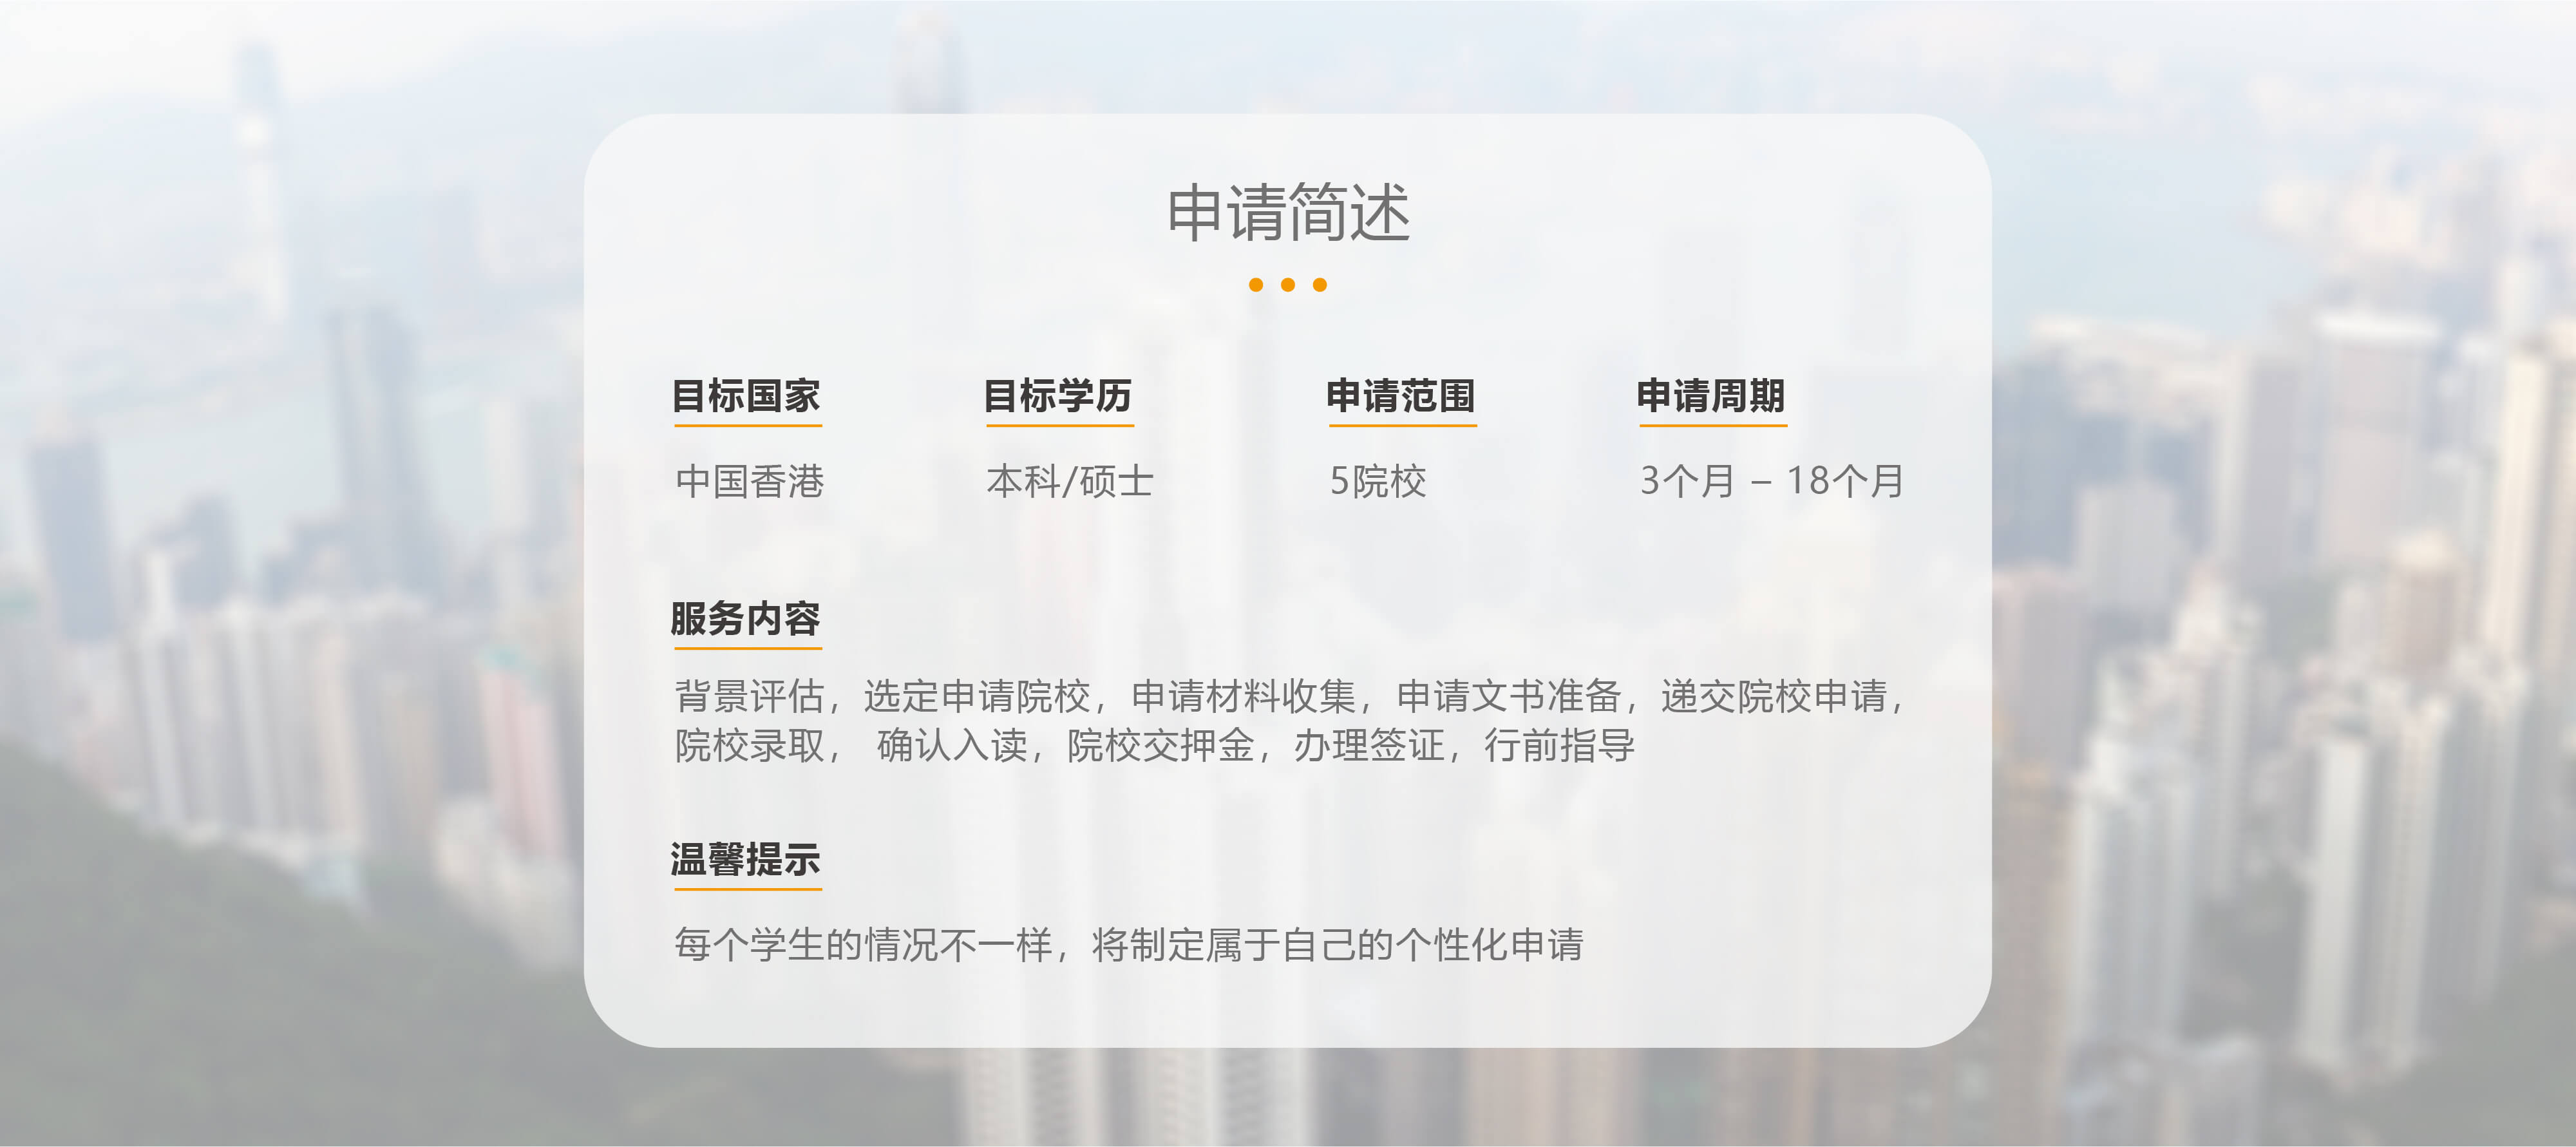 申请简述
目标国家 目标学历 申请范围 申请周期
中国香港 本科/硕士 5院校 3个月 – 18个月
服务内容
背景评估，选定申请院校，申请材料收集，申请文书准备，递交院校申请，
院校录取， 确认入读，院校交押金，办理签证，行前指导
温馨提示
每个学生的情况不一样，将制定属于自己的个性化申请